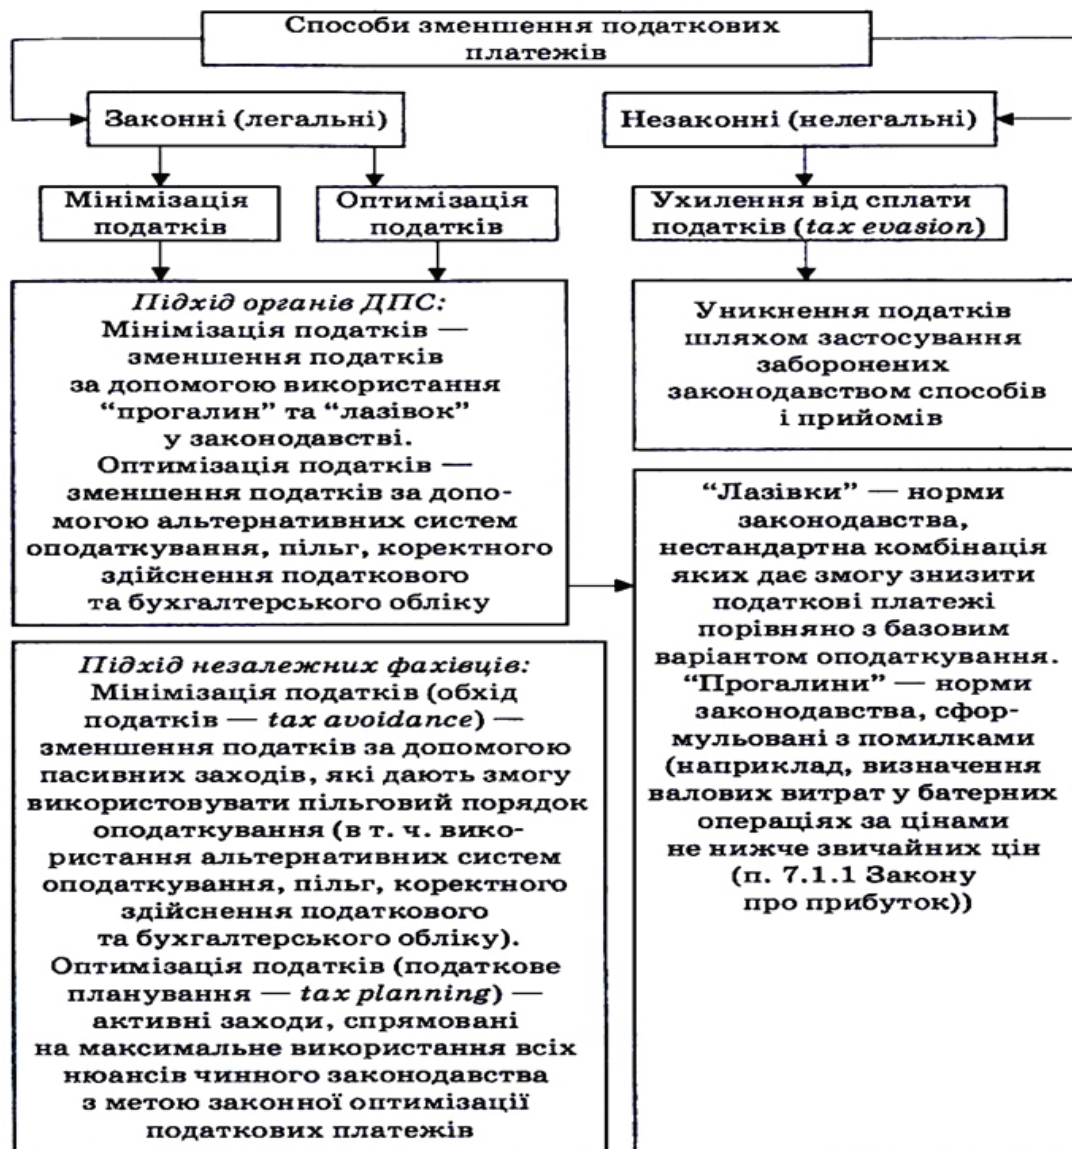 Способи зменшення податкових
платежів
Законні (легальні)
Незаконні (нелегальні)
Мінімізація
податків
Оптимізація
податків
Ухилення від сплати
податків (tax evasion)
Підхід органів ДПС:
Мінімізація податків —
зменшення податків
за допомогою використання
“прогалин” та “лазівок”
у законодавстві.
Оптимізація податків —
зменшення податків за допо-
могою альтернативних систем
оподаткування, пільг, коректного
здійснення податкового
та бухгалтерського обліку
Уникнення податків
шляхом застосування
заборонених
законодавством способів
і прийомів
Підхід незалежних фахівців:
Мінімізація податків (обхід
податків — tax avoidance) —
зменшення податків за допомогою
пасивних заходів, які дають змогу
використовувати пільговий порядок
оподаткування (в т. ч. вико-
ристання альтернативних систем
оподаткування, пільг, коректного
здійснення податкового
та бухгалтерського обліку).
Оптимізація податків (податкове
планування — tax planning) —
активні заходи, спрямовані
на максимальне використання всіх
нюансів чинного законодавства
з метою законної оптимізації
податкових платежів
“Лазівки” — норми
законодавства,
нестандартна комбінація
яких дає змогу знизити
податкові платежі
порівняно з базовим
варіантом оподаткування.
“Прогалини” — норми
законодавства, сфор-
мульовані з помилками
(наприклад, визначення
валових витрат у батерних
операціях за цінами
не нижче звичайних цін
(п. 7.1.1 Закону
про прибуток))